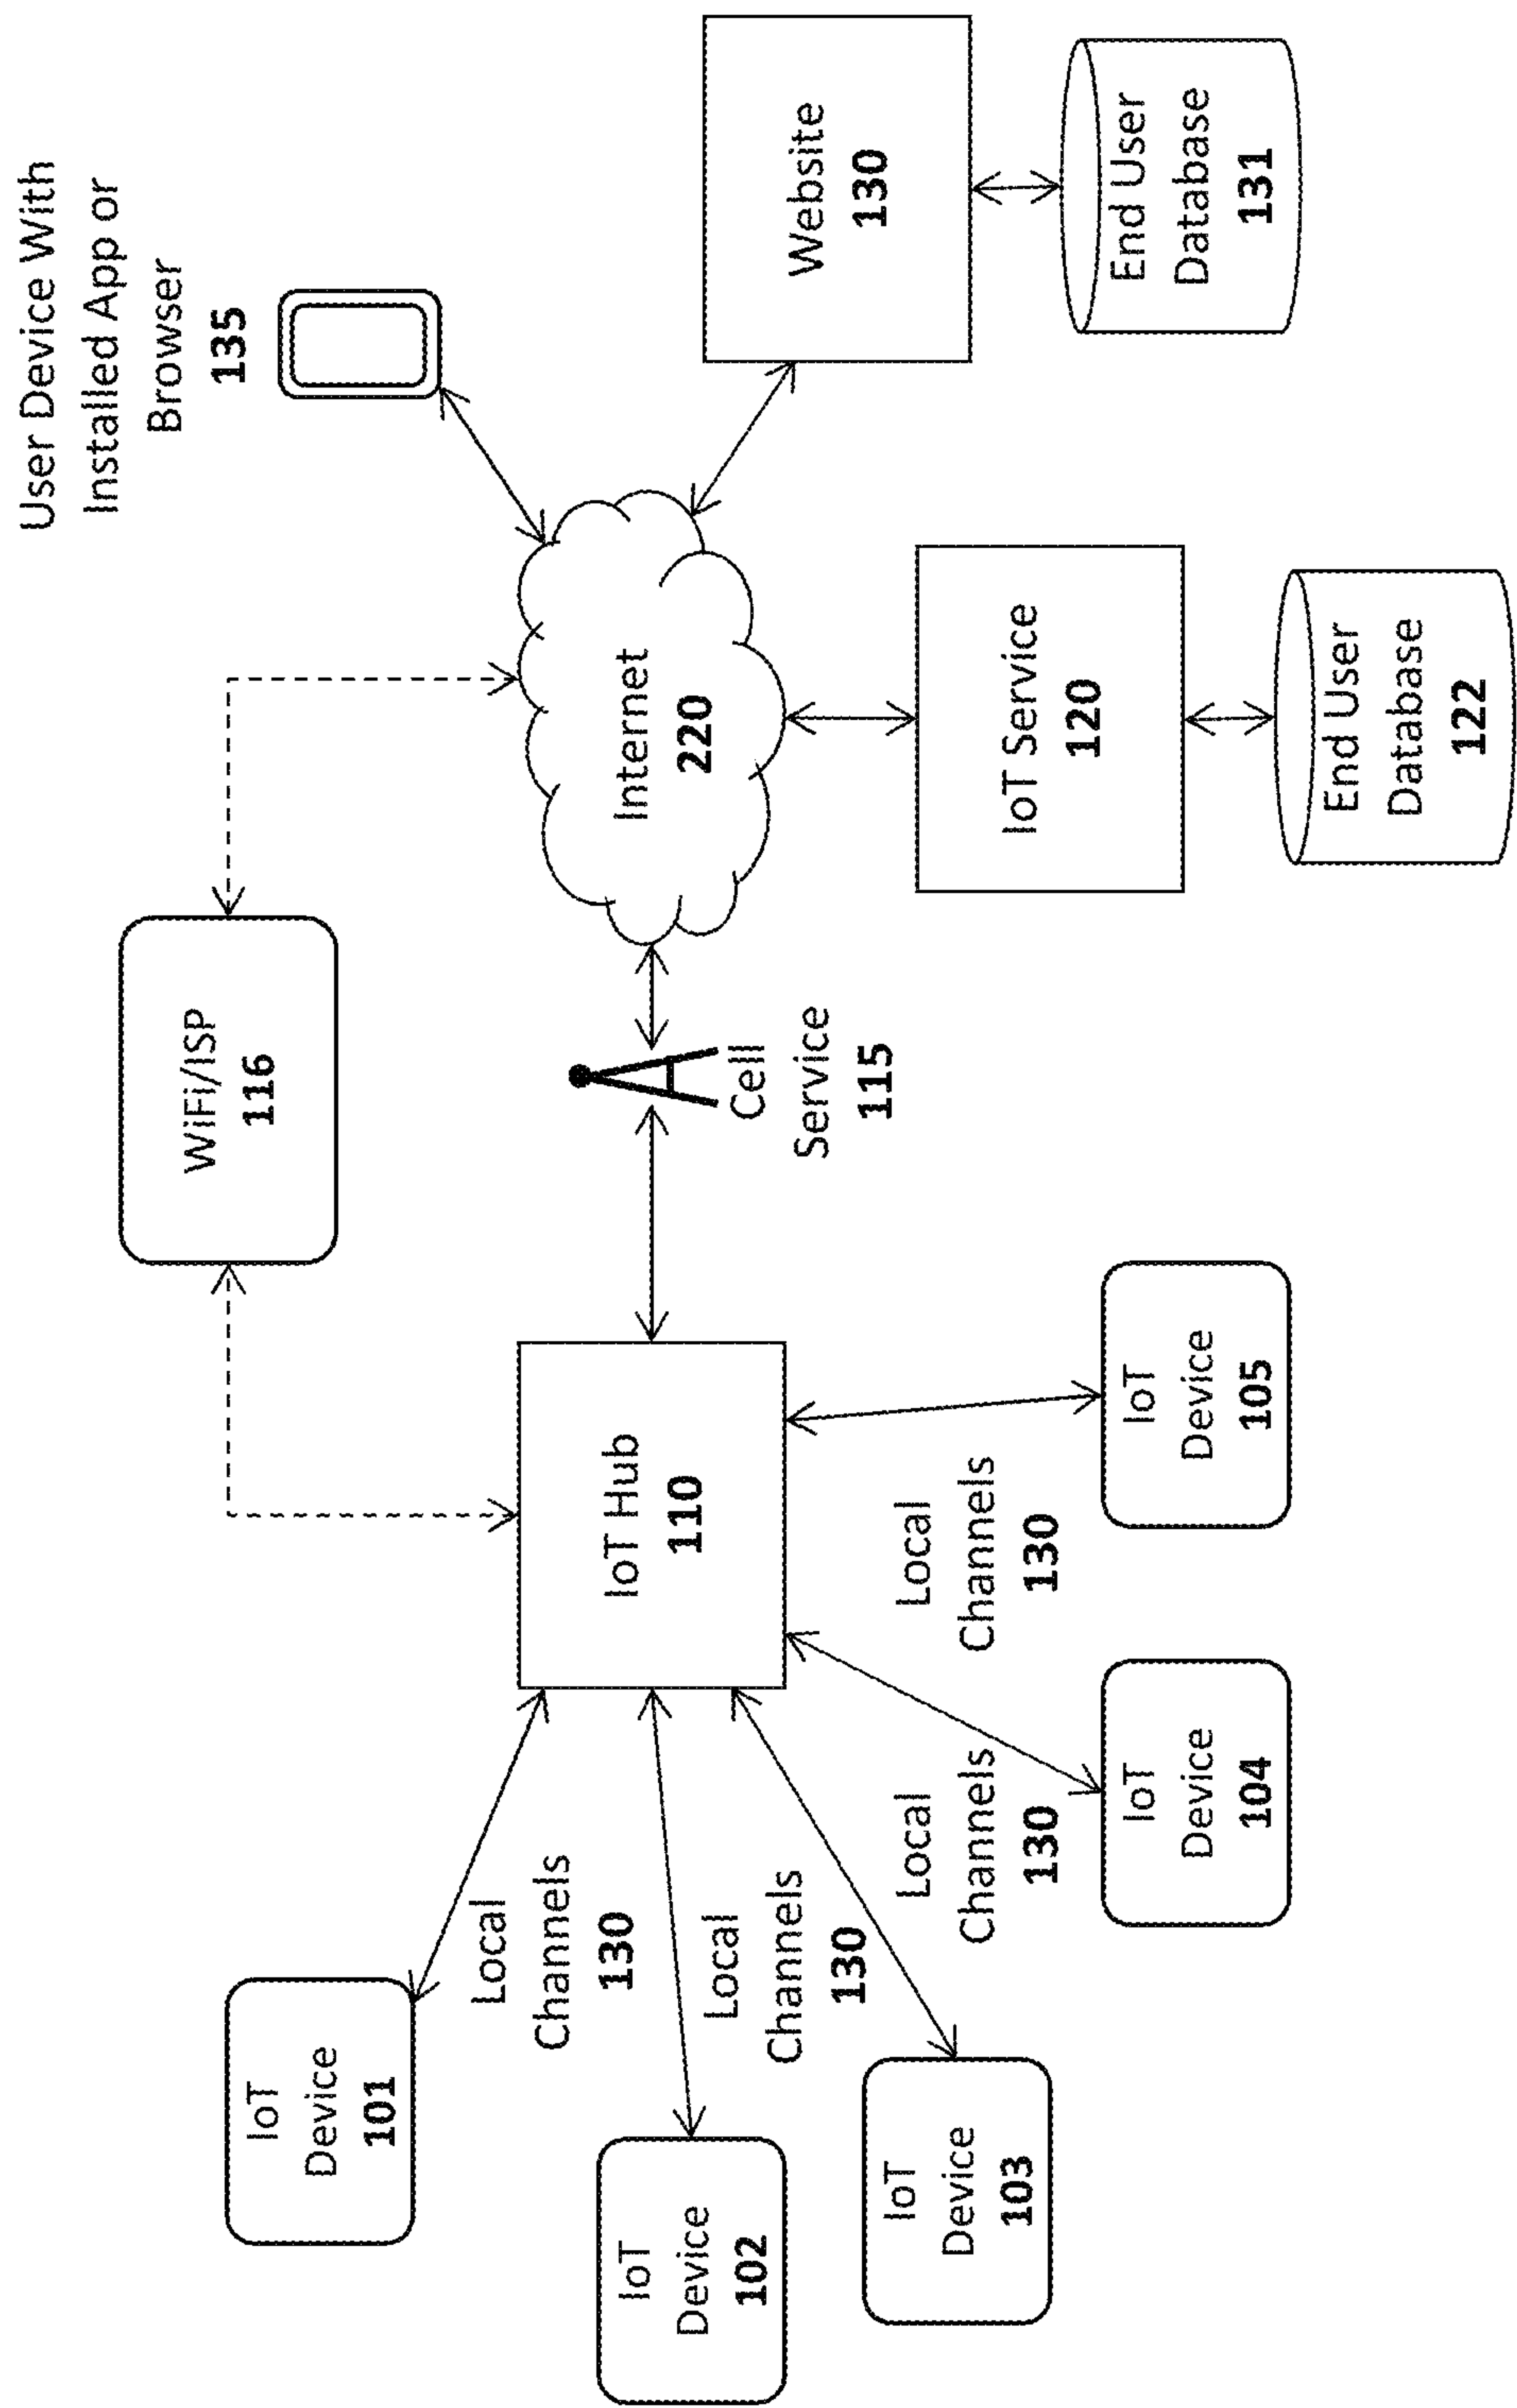 User Device With
Installed App or
Browser
135
WiFi/ISP
116
IoT
Device
101
Local
Channels
130
IoT
Device
102
Local
Channels
130
IoT
Device
103
IoT Hub
110
Local
Channels
130
IoT
Device
104
Local
Channels
130
IoT
Device
105
Cell
Service
115
Internet
220
Website
130
End User
Database
131
IoT Service
120
End User
Database
122